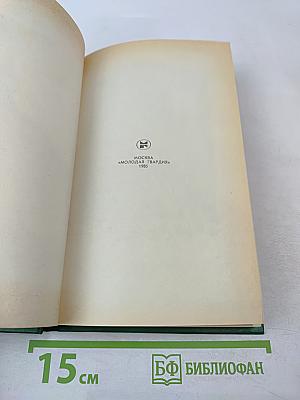 МОСКВА
«МОЛОДАЯ ГВАРДИЯ»
1985
15 см
БФ БИБЛИОФАН